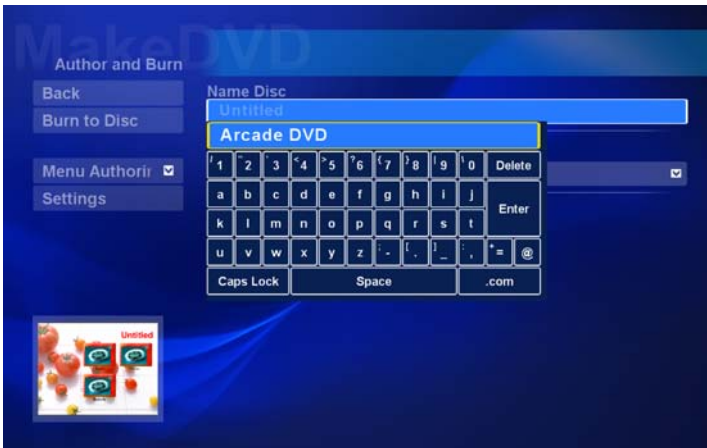 MakeDVD
Author and Burn
Back
Name Disc
Untitled
Burn to Disc
Arcade DVD
1 2 3 4 5 6 7 8 9 0 Delete
Menu Authorin
a b c d e f g h i j
Settings
Enter
k l m n o p q r s t
u v w x y z - . _ , = @
Caps Lock Space .com
Untitled